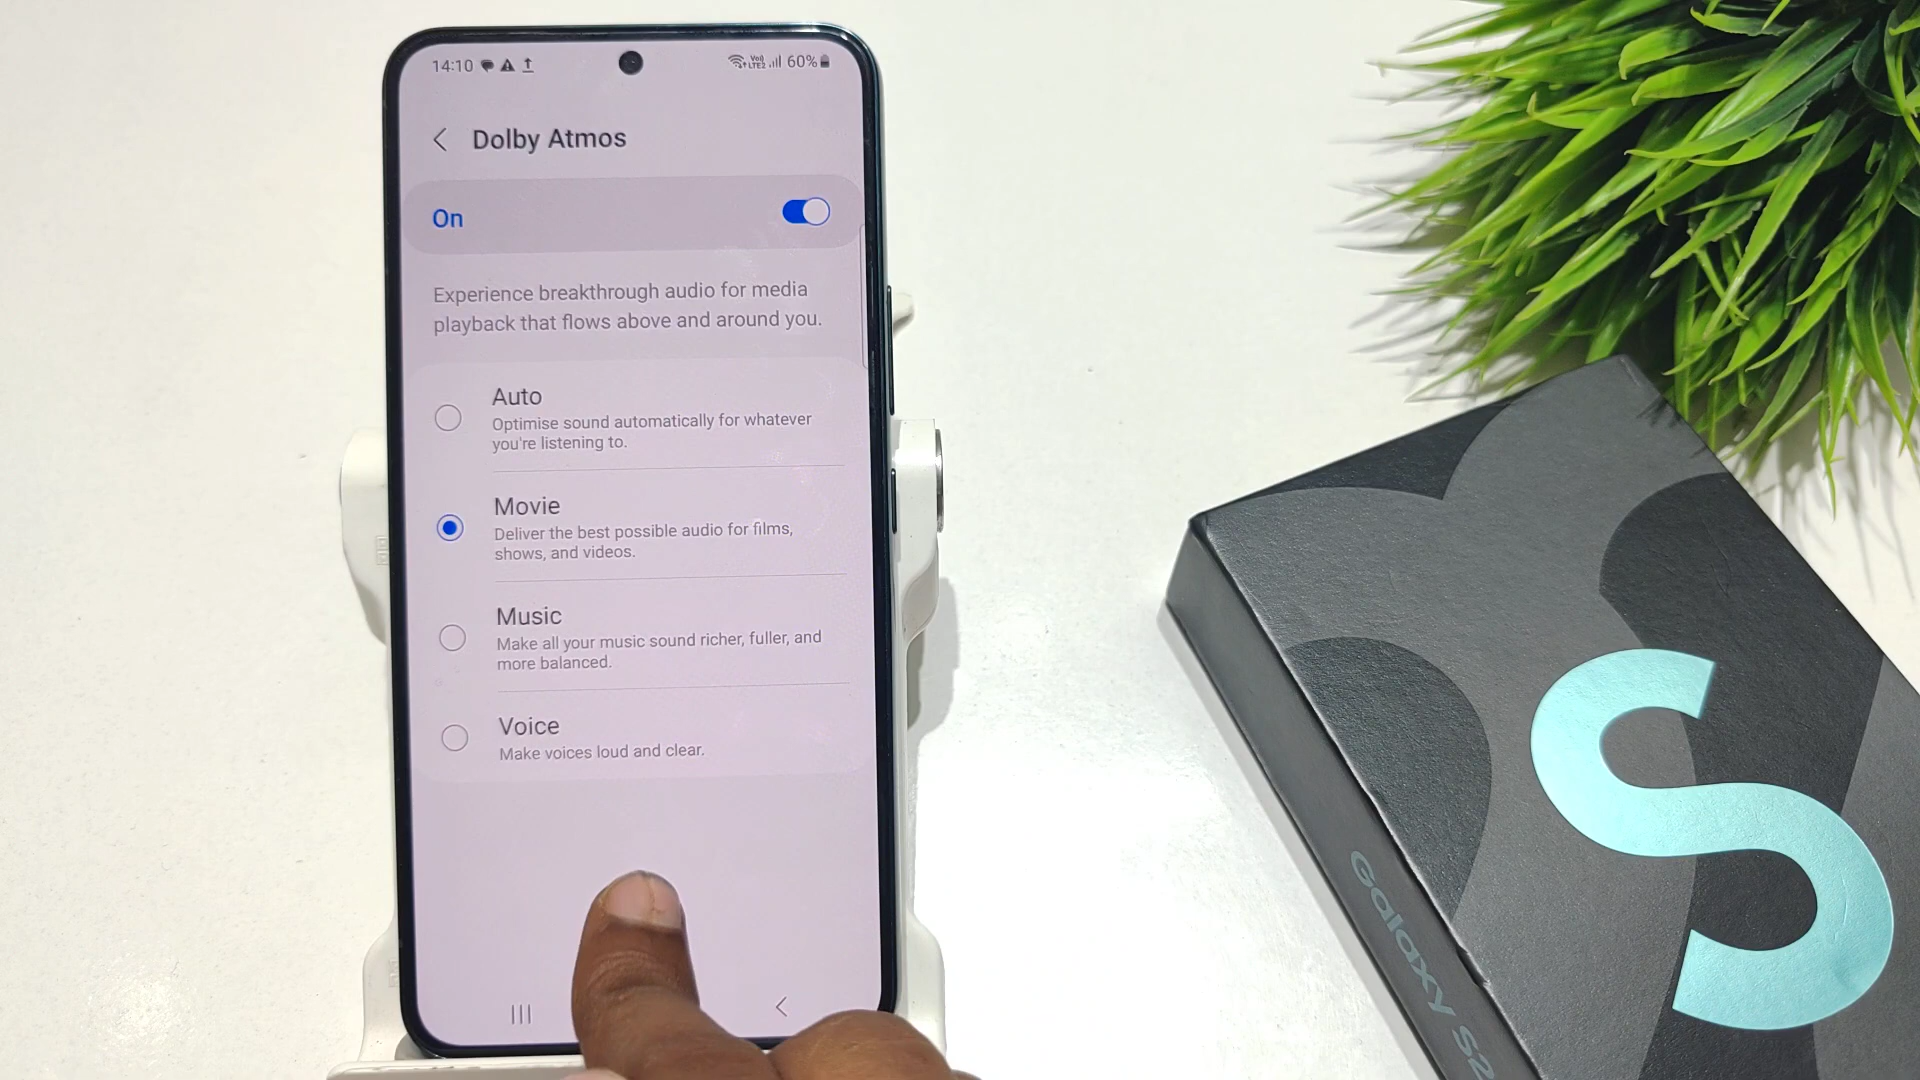 14:10
Vo)) LTE2 60%
Dolby Atmos
On
Experience breakthrough audio for media
playback that flows above and around you.
Auto
Optimise sound automatically for whatever
you're listening to.
Movie
Deliver the best possible audio for films,
shows, and videos.
Music
Make all your music sound richer, fuller, and
more balanced.
Voice
Make voices loud and clear.
S
Galaxy S2